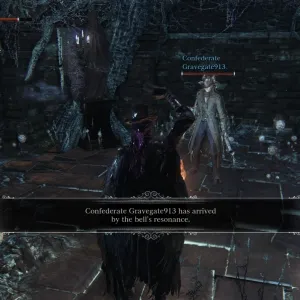 Confederate
Gravegate913
Confederate Gravegate913 has arrived
by the bell's resonance.